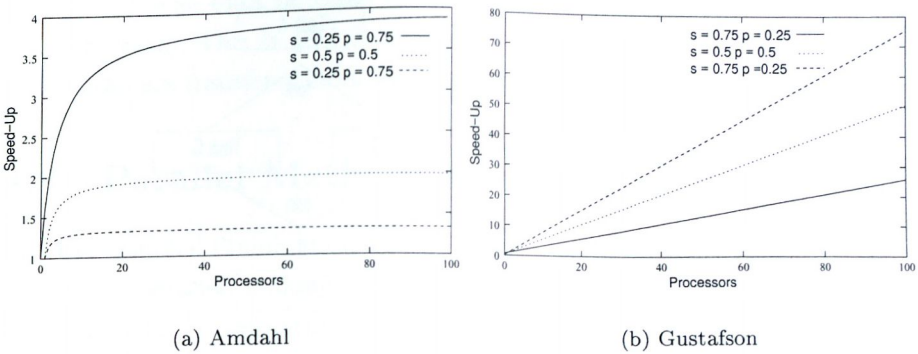 4
3.5
3
2.5
2
1.5
1
Speed-Up
s = 0.25 p = 0.75
s = 0.5 p = 0.5
s = 0.25 p = 0.75
0 20 40 60 80 100
Processors
(a) Amdahl
80
70
60
50
40
30
20
10
0
Speed-Up
s = 0.75 p = 0.25
s = 0.5 p = 0.5
s = 0.75 p =0.25
0 20 40 60 80 100
Processors
(b) Gustafson